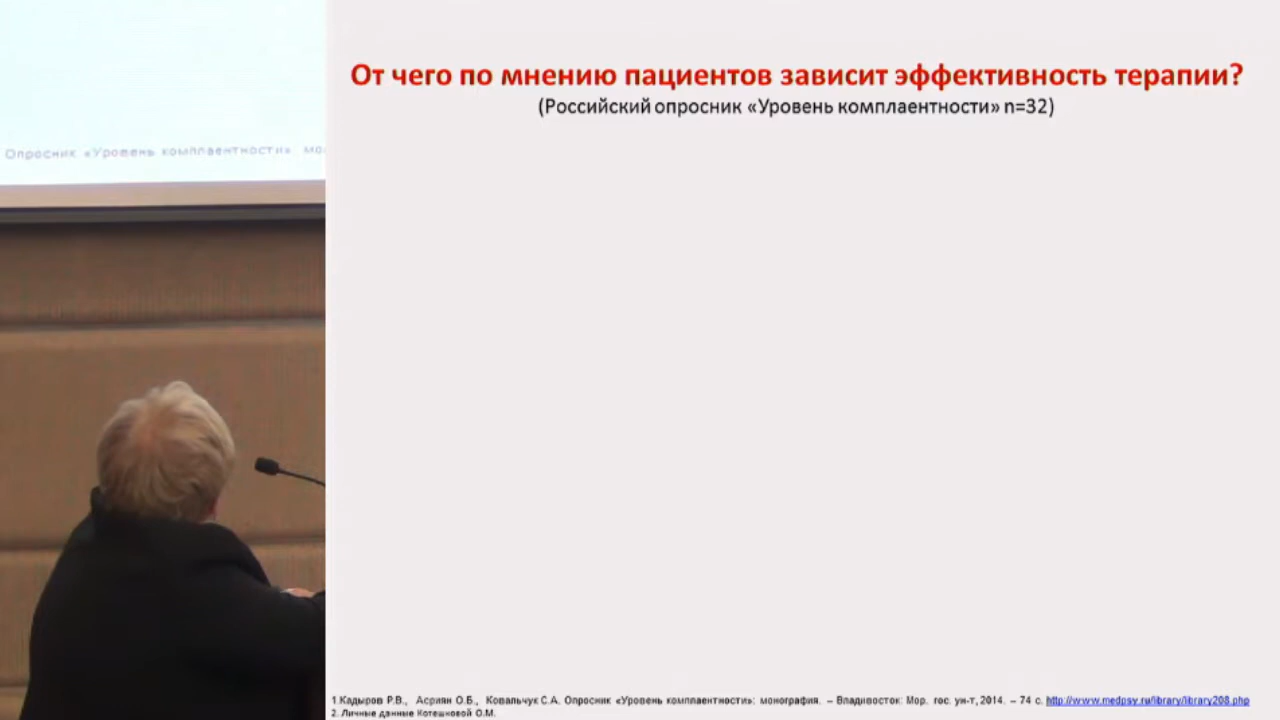 От чего по мнению пациентов зависит эффективность терапии?
(Российский опросник «Уровень комплаентности» n=32)
Опросник «Уровень комплаентности»: мо
1.Кадыров Р.В., Асриян О.Б., Ковальчук С.А. Опросник «Уровень комплаентности»: монография. – Владивосток: Мор. гос. ун-т, 2014. – 74 с. http://www.medpsy.ru/library/library208.php
2. Личные данные Котешковой О.М.